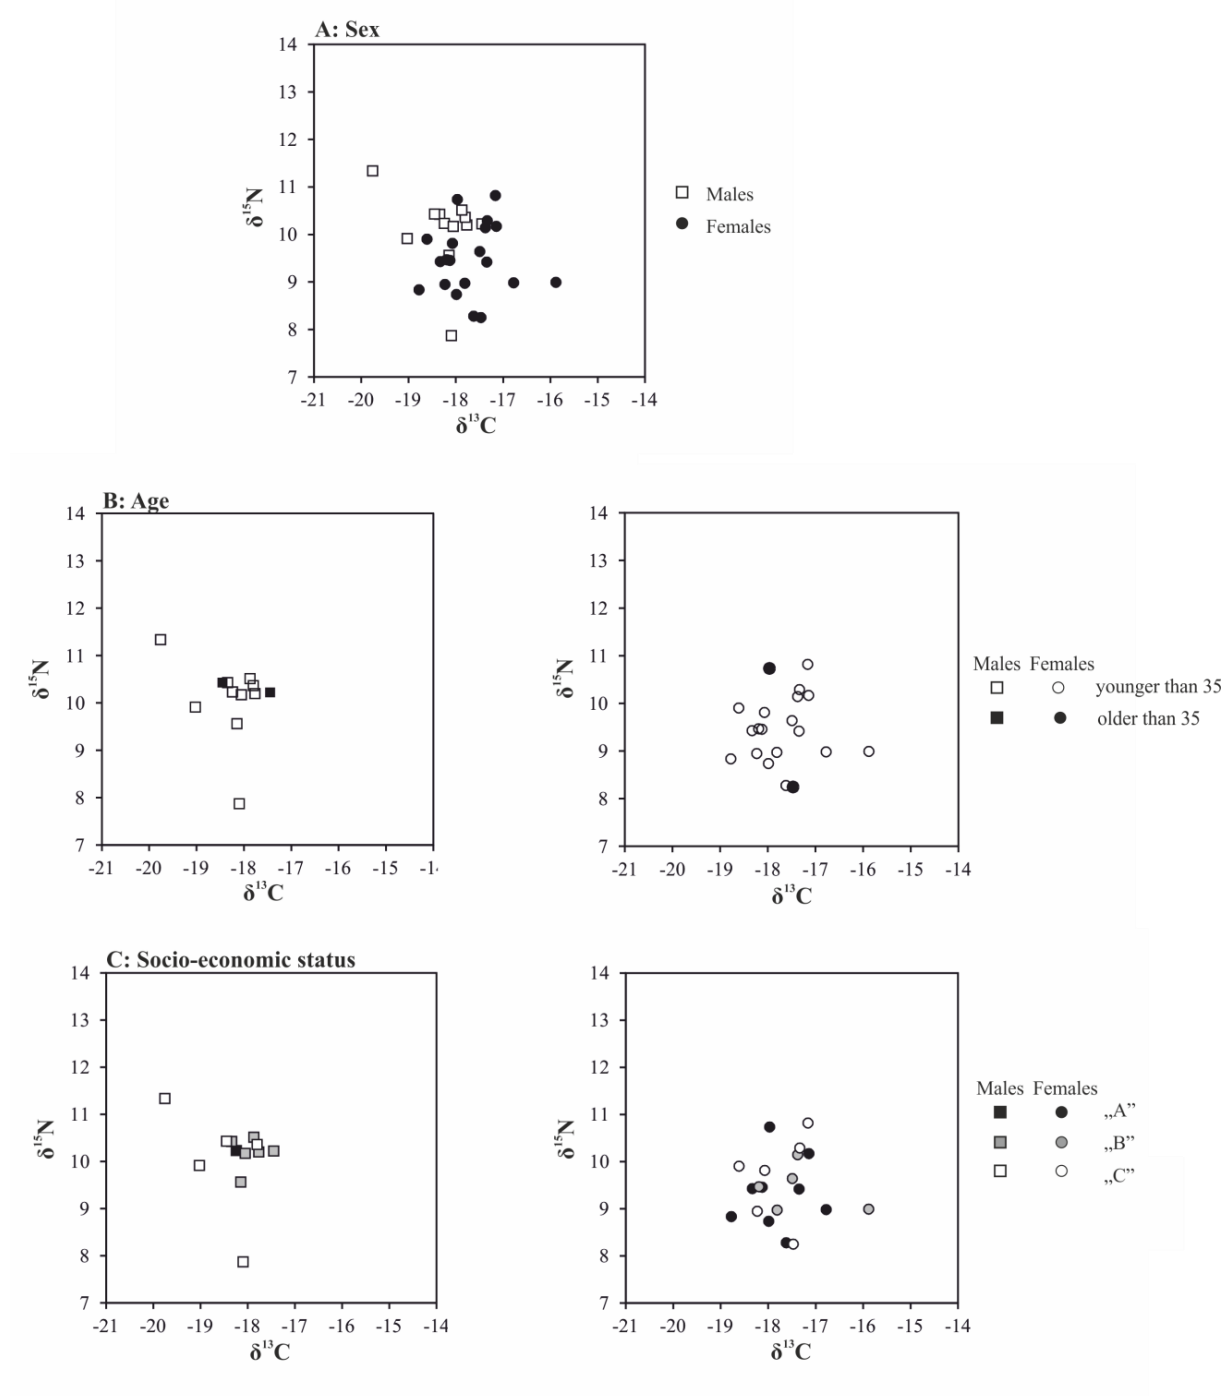 A: Sex
14
13
12
11
10
9
8
7
δ¹⁵N
-21 -20 -19 -18 -17 -16 -15 -14
δ¹³C
Males
Females
B: Age
14
13
12
11
10
9
8
7
δ¹⁵N
-21 -20 -19 -18 -17 -16 -15 -1
δ¹³C
14
13
12
11
10
9
8
7
δ¹⁵N
-21 -20 -19 -18 -17 -16 -15 -14
δ¹³C
Males Females
younger than 35
older than 35
C: Socio-economic status
14
13
12
11
10
9
8
7
δ¹⁵N
-21 -20 -19 -18 -17 -16 -15 -14
δ¹³C
14
13
12
11
10
9
8
7
δ¹⁵N
-21 -20 -19 -18 -17 -16 -15 -14
δ¹³C
Males Females
„A”
„B”
„C”